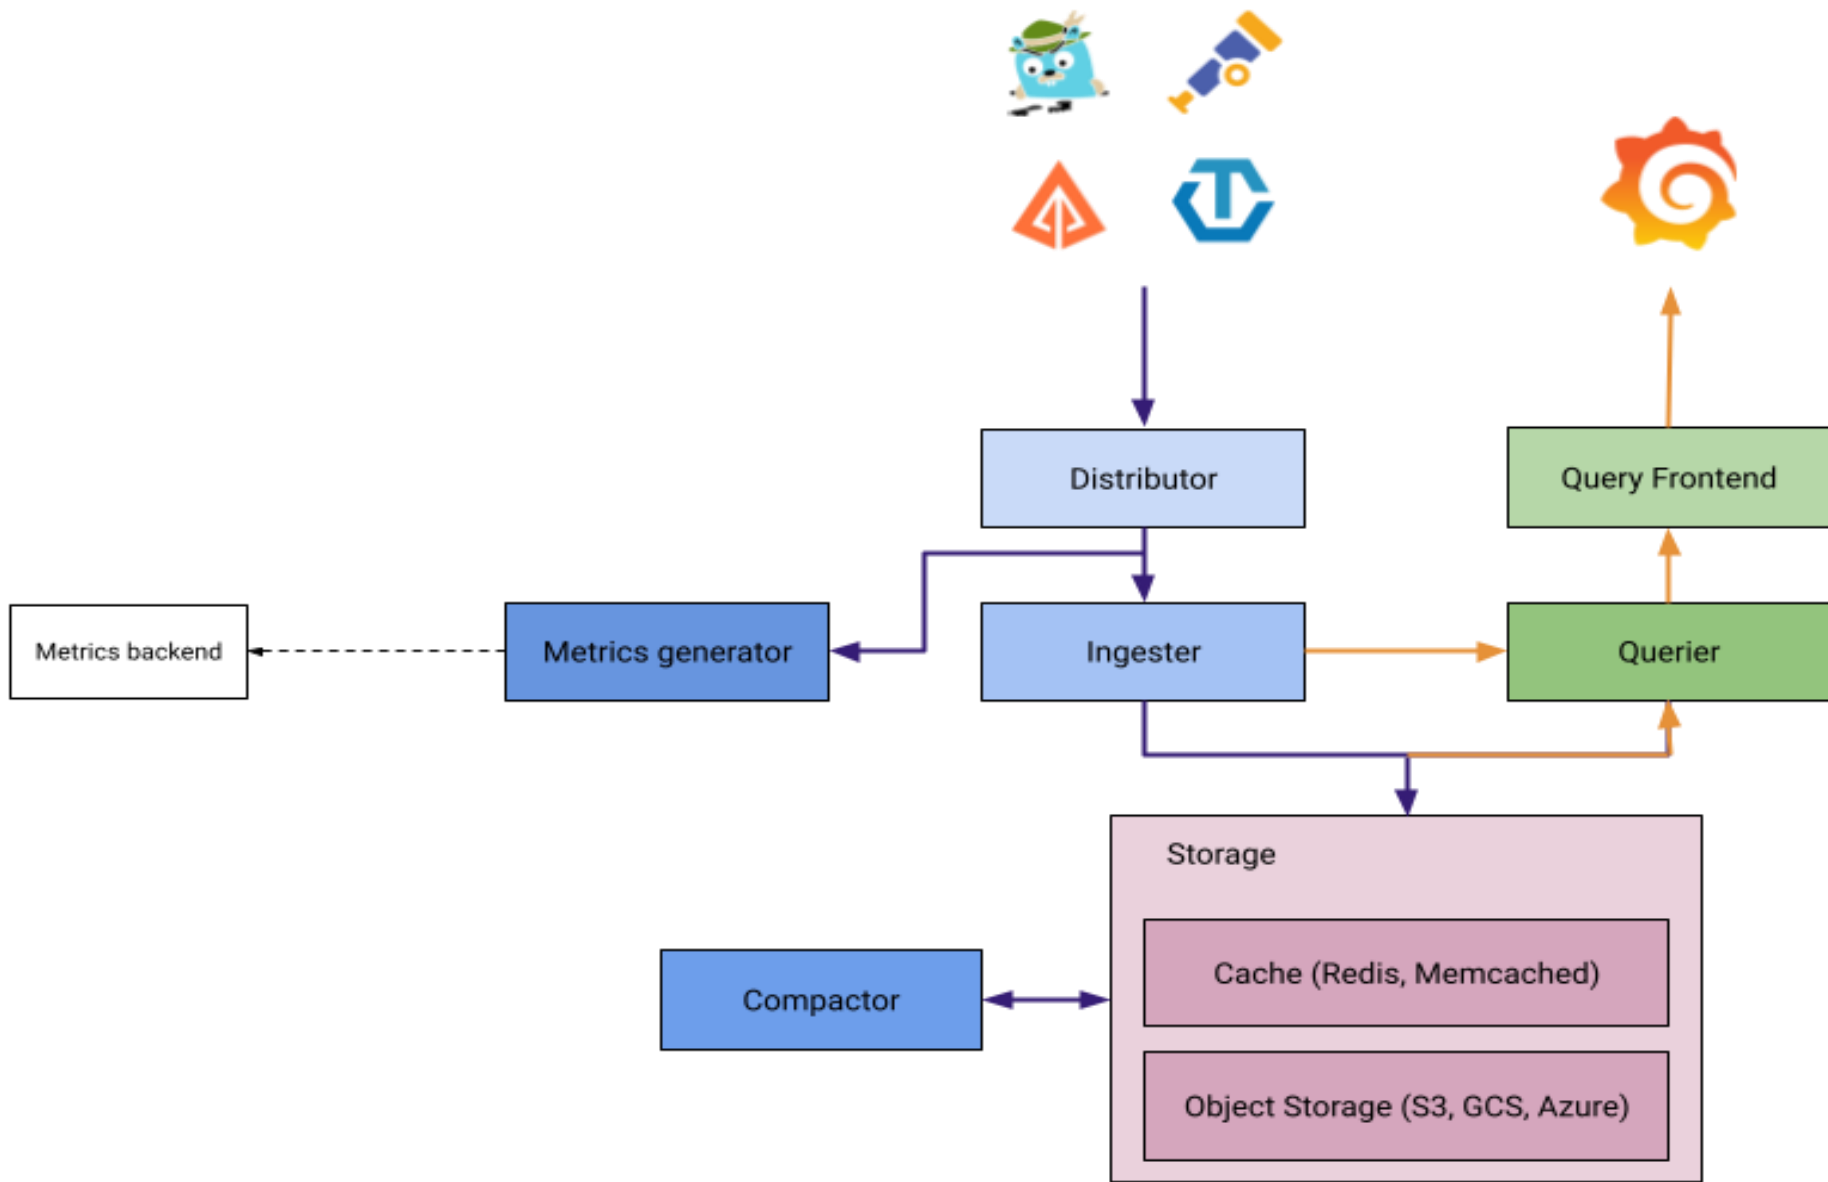 Distributor
Query Frontend
Metrics backend
Metrics generator
Ingester
Querier
Storage
Cache (Redis, Memcached)
Compactor
Object Storage (S3, GCS, Azure)